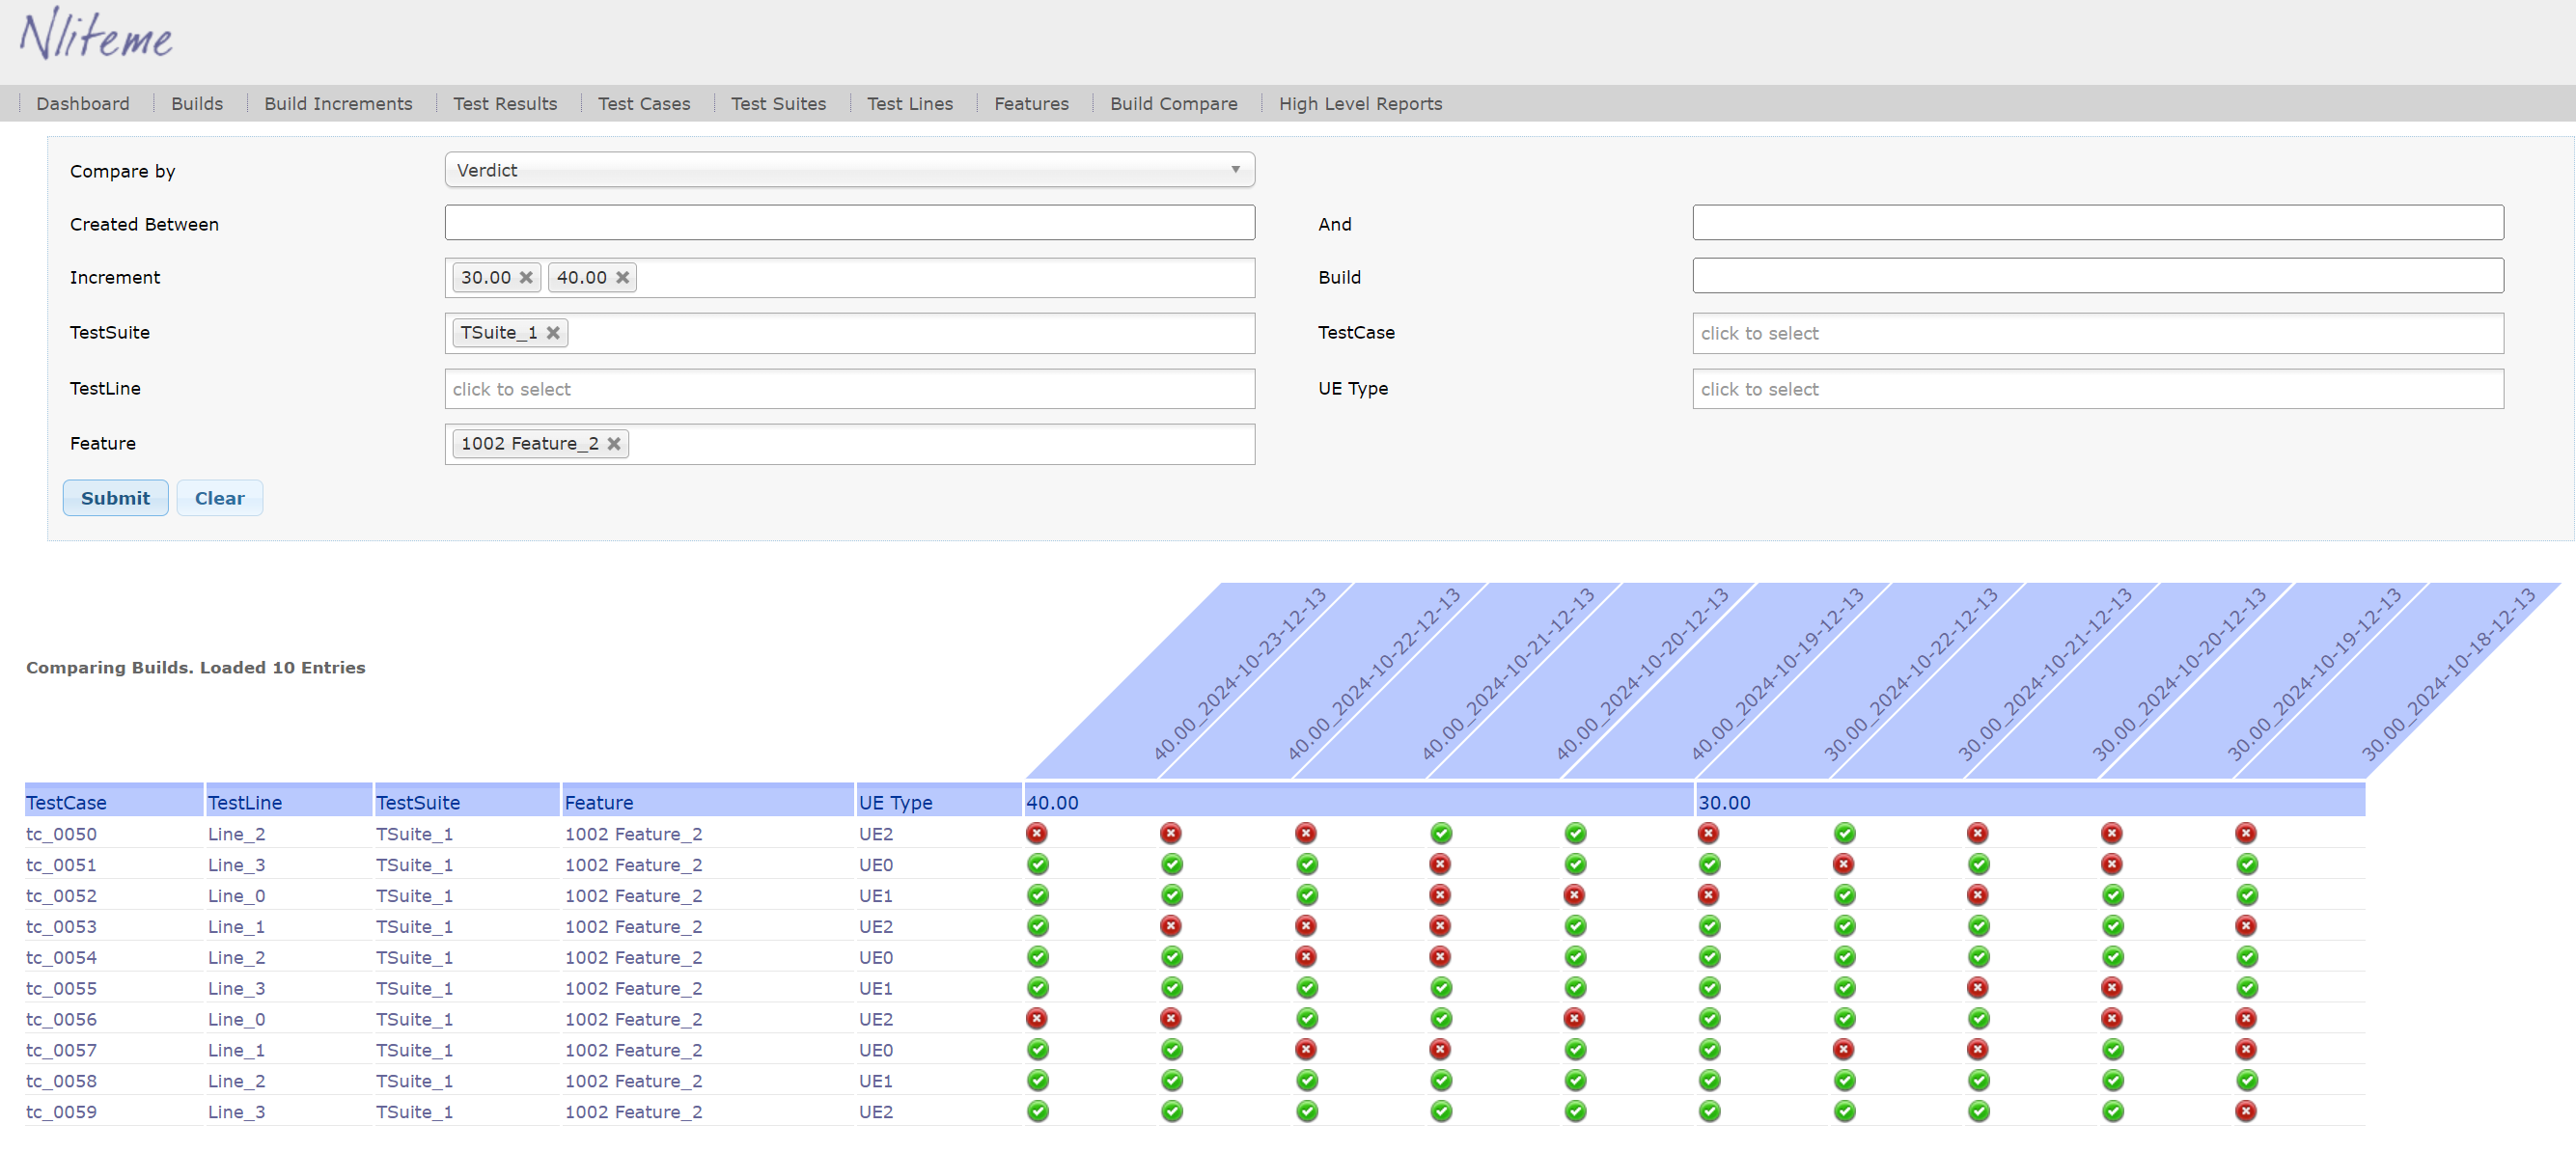 Nliteme
Dashboard Builds Build Increments Test Results Test Cases Test Suites Test Lines Features Build Compare High Level Reports
Compare by Verdict
Created Between And
Increment 30.00 40.00 Build
TestSuite TSuite_1 TestCase click to select
TestLine click to select UE Type click to select
Feature 1002 Feature_2
Submit Clear
40.00_2024-10-23-12-13
40.00_2024-10-22-12-13
40.00_2024-10-21-12-13
40.00_2024-10-20-12-13
40.00_2024-10-19-12-13
30.00_2024-10-22-12-13
30.00_2024-10-21-12-13
30.00_2024-10-20-12-13
30.00_2024-10-19-12-13
30.00_2024-10-18-12-13
Comparing Builds. Loaded 10 Entries
TestCase TestLine TestSuite Feature UE Type 40.00 30.00
tc_0050 Line_2 TSuite_1 1002 Feature_2 UE2
tc_0051 Line_3 TSuite_1 1002 Feature_2 UE0
tc_0052 Line_0 TSuite_1 1002 Feature_2 UE1
tc_0053 Line_1 TSuite_1 1002 Feature_2 UE2
tc_0054 Line_2 TSuite_1 1002 Feature_2 UE0
tc_0055 Line_3 TSuite_1 1002 Feature_2 UE1
tc_0056 Line_0 TSuite_1 1002 Feature_2 UE2
tc_0057 Line_1 TSuite_1 1002 Feature_2 UE0
tc_0058 Line_2 TSuite_1 1002 Feature_2 UE1
tc_0059 Line_3 TSuite_1 1002 Feature_2 UE2